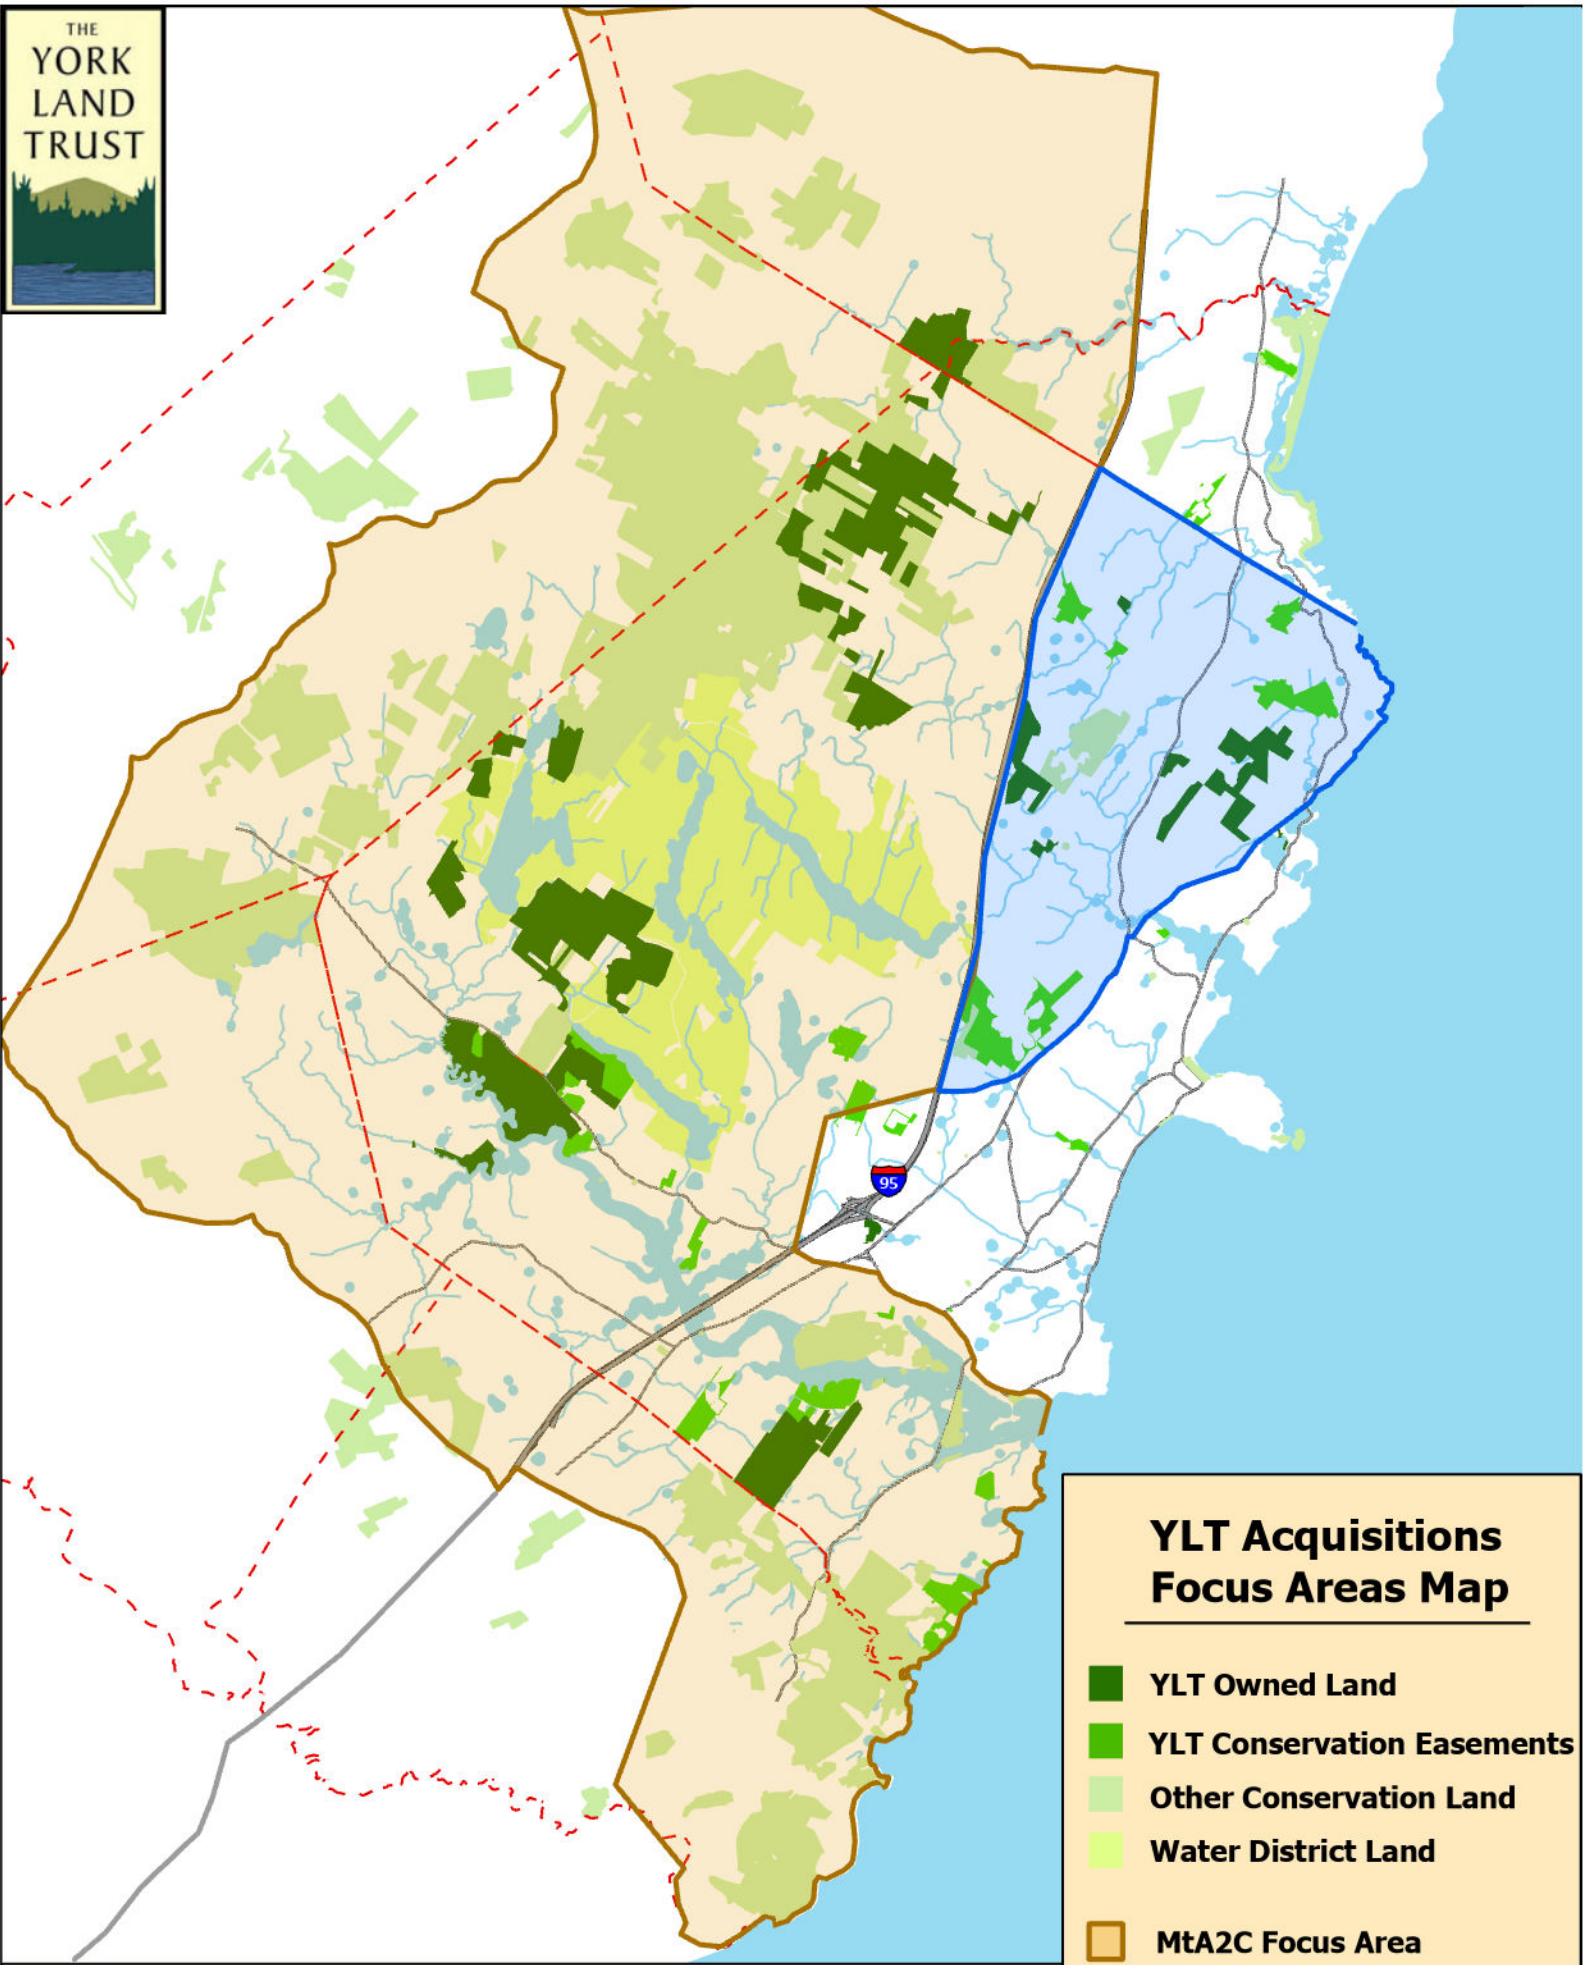 THE
YORK
LAND
TRUST
95
YLT Acquisitions
Focus Areas Map
YLT Owned Land
YLT Conservation Easements
Other Conservation Land
Water District Land
MtA2C Focus Area